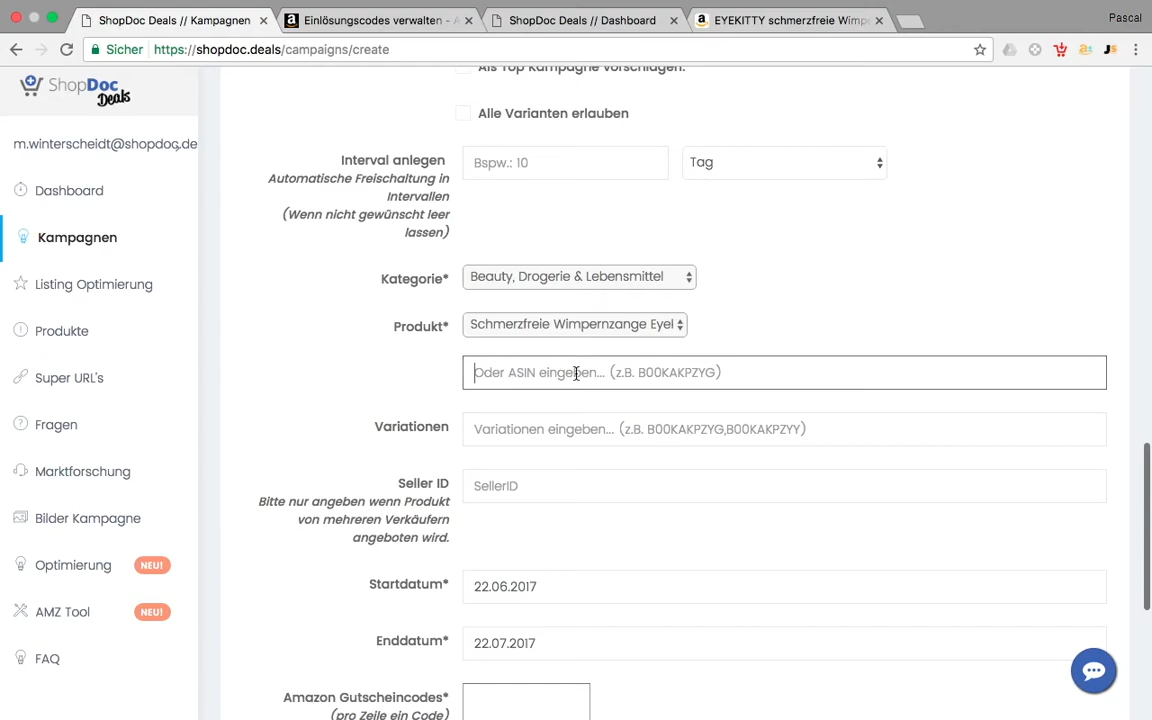 ShopDoc Deals // Kampagnen
Einlösungscodes verwalten - A
ShopDoc Deals // Dashboard
EYEKITTY schmerzfreie Wimp
Pascal
Sicher
https://shopdoc.deals/campaigns/create
ShopDoc
Deals
m.winterscheidt@shopdoc.de
Dashboard
Kampagnen
Listing Optimierung
Produkte
Super URL's
Fragen
Marktforschung
Bilder Kampagne
Optimierung NEU!
AMZ Tool NEU!
FAQ
Als Top Kampagne vorschlagen.
Alle Varianten erlauben
Interval anlegen
Automatische Freischaltung in
Intervallen
(Wenn nicht gewünscht leer
lassen)
Bspw.: 10
Tag
Kategorie*
Beauty, Drogerie & Lebensmittel
Produkt*
Schmerzfreie Wimpernzange Eyel
Oder ASIN eingeben... (z.B. B00KAKPZYG)
Variationen
Variationen eingeben... (z.B. B00KAKPZYG,B00KAKPZYY)
Seller ID
Bitte nur angeben wenn Produkt
von mehreren Verkäufern
angeboten wird.
SellerID
Startdatum*
22.06.2017
Enddatum*
22.07.2017
Amazon Gutscheincodes*
(pro Zeile ein Code)